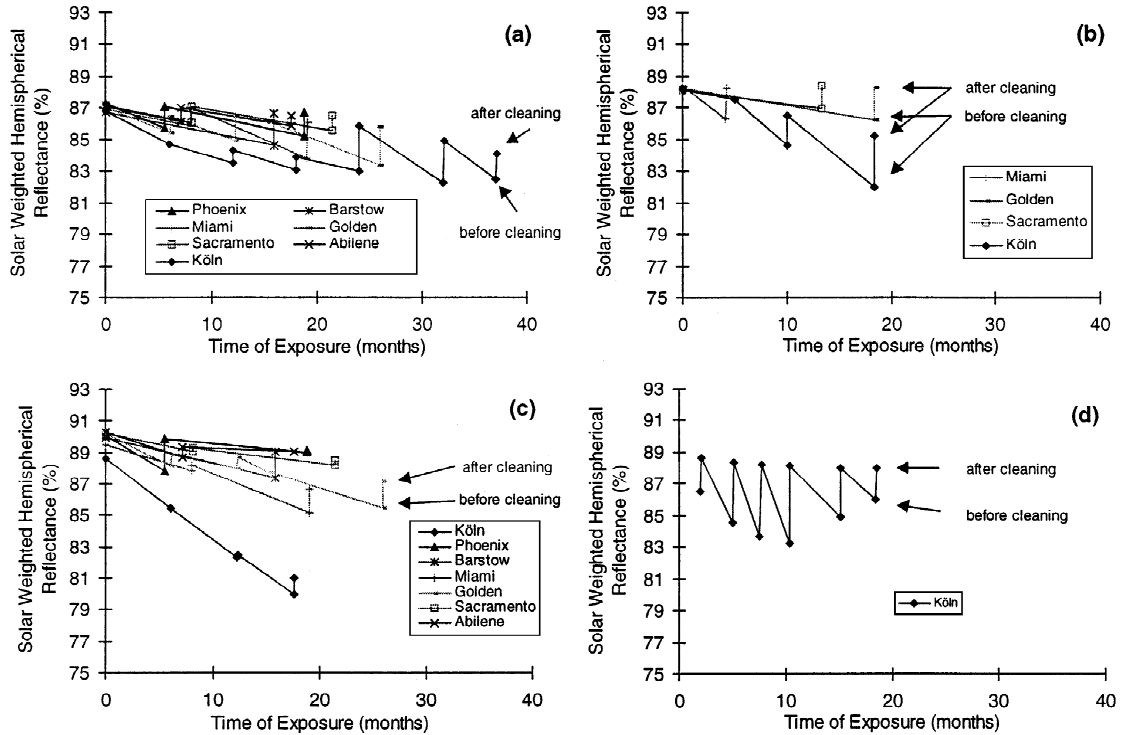 (a)
Solar Weighted Hemispherical
Reflectance (%)
93
91
89
87
85
83
81
79
77
75
after cleaning
before cleaning
Phoenix Barstow
Miami Golden
Sacramento Abilene
Köln
0 10 20 30 40
Time of Exposure (months)
(b)
Solar Weighted Hemispherical
Reflectance (%)
93
91
89
87
85
83
81
79
77
75
after cleaning
before cleaning
Miami
Golden
Sacramento
Köln
0 10 20 30 40
Time of Exposure (months)
(c)
Solar Weighted Hemispherical
Reflectance (%)
93
91
89
87
85
83
81
79
77
75
after cleaning
before cleaning
Köln
Phoenix
Barstow
Miami
Golden
Sacramento
Abilene
0 10 20 30 40
Time of Exposure (months)
(d)
Solar Weighted Hemispherical
Reflectance (%)
93
91
89
87
85
83
81
79
77
75
after cleaning
before cleaning
Köln
0 10 20 30 40
Time of Exposure (months)